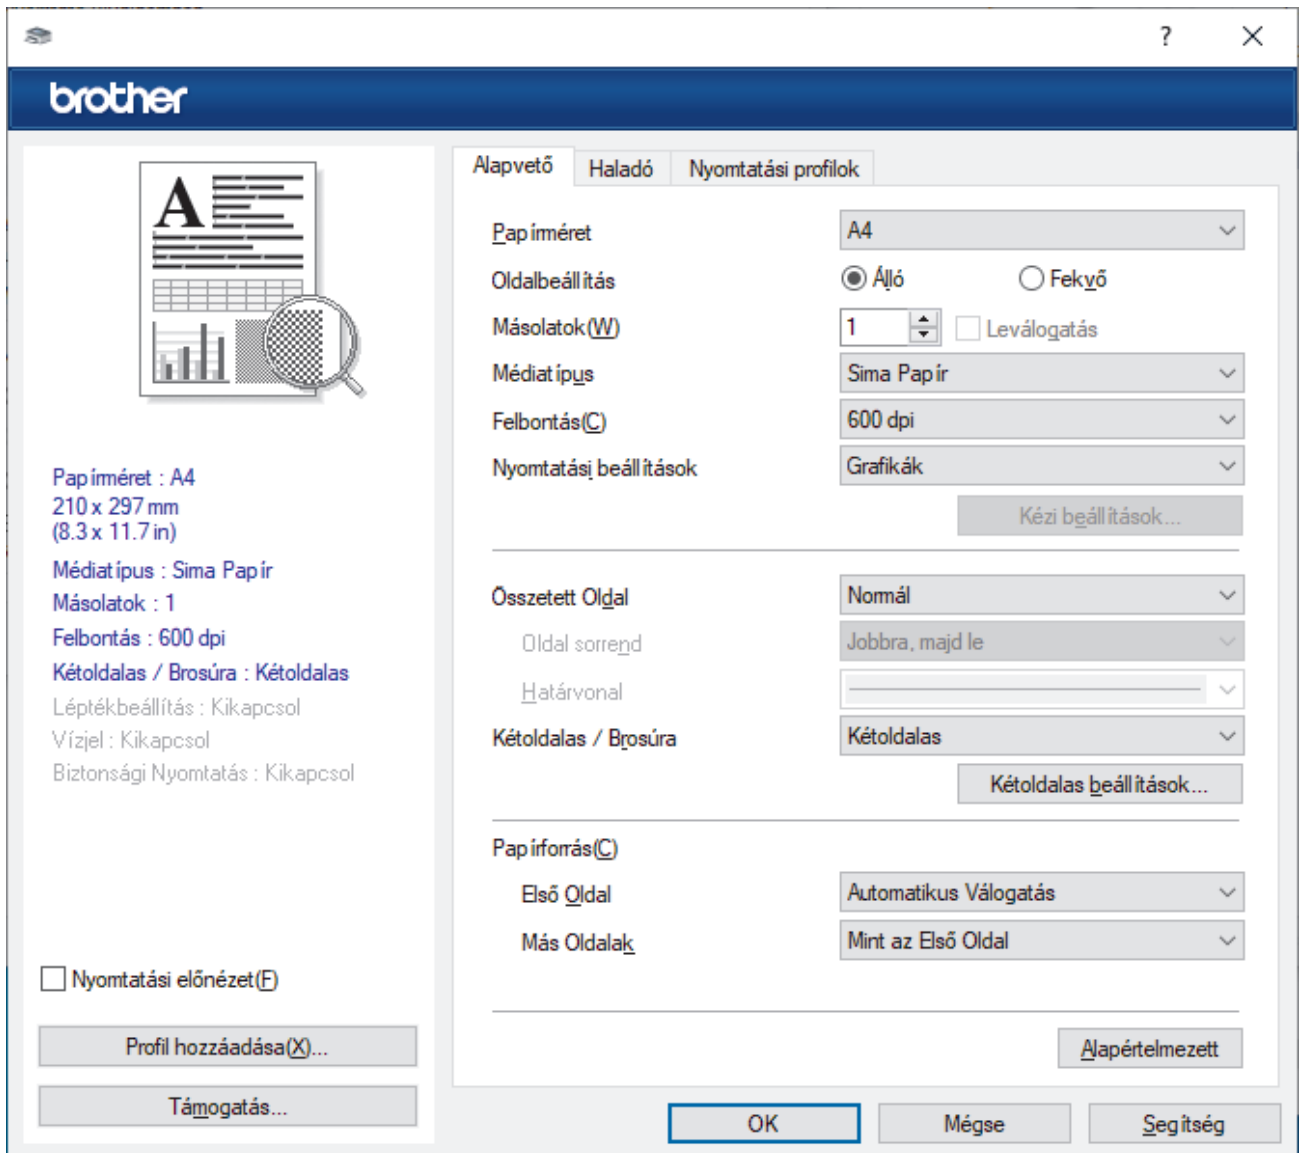 ?
brother
A
Papírméret : A4
210 x 297 mm
(8.3 x 11.7 in)
Médiatípus : Sima Papír
Másolatok : 1
Felbontás : 600 dpi
Kétoldalas / Brosúra : Kétoldalas
Léptékbeállítás : Kikapcsol
Vízjel : Kikapcsol
Biztonsági Nyomtatás : Kikapcsol
Nyomtatási előnézet(F)
Profil hozzáadása(X)...
Támogatás...
Alapvető Haladó Nyomtatási profilok
Papírméret A4
Oldalbeállítás Álló Fekvő
Másolatok(W) 1 Leválogatás
Médiatípus Sima Papír
Felbontás(C) 600 dpi
Nyomtatási beállítások Grafikák
Kézi beállítások...
Összetett Oldal Normál
Oldal sorrend Jobbra, majd le
Határvonal
Kétoldalas / Brosúra Kétoldalas
Kétoldalas beállítások...
Papírforrás(C)
Első Oldal Automatikus Válogatás
Más Oldalak Mint az Első Oldal
Alapértelmezett
OK Mégse Segítség